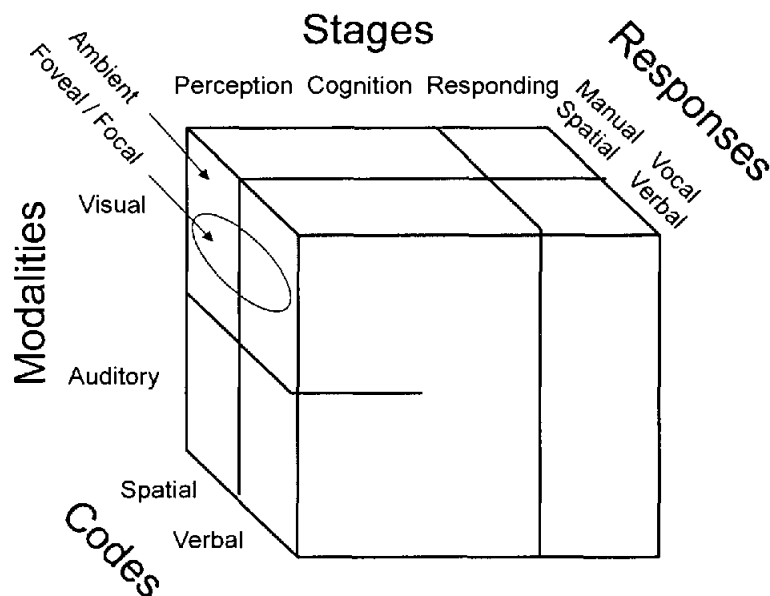 Stages
Responses
Ambient
Foveal / Focal
Perception Cognition Responding
Manual Vocal
Spatial Verbal
Modalities
Visual
Auditory
Spatial
Verbal
Codes